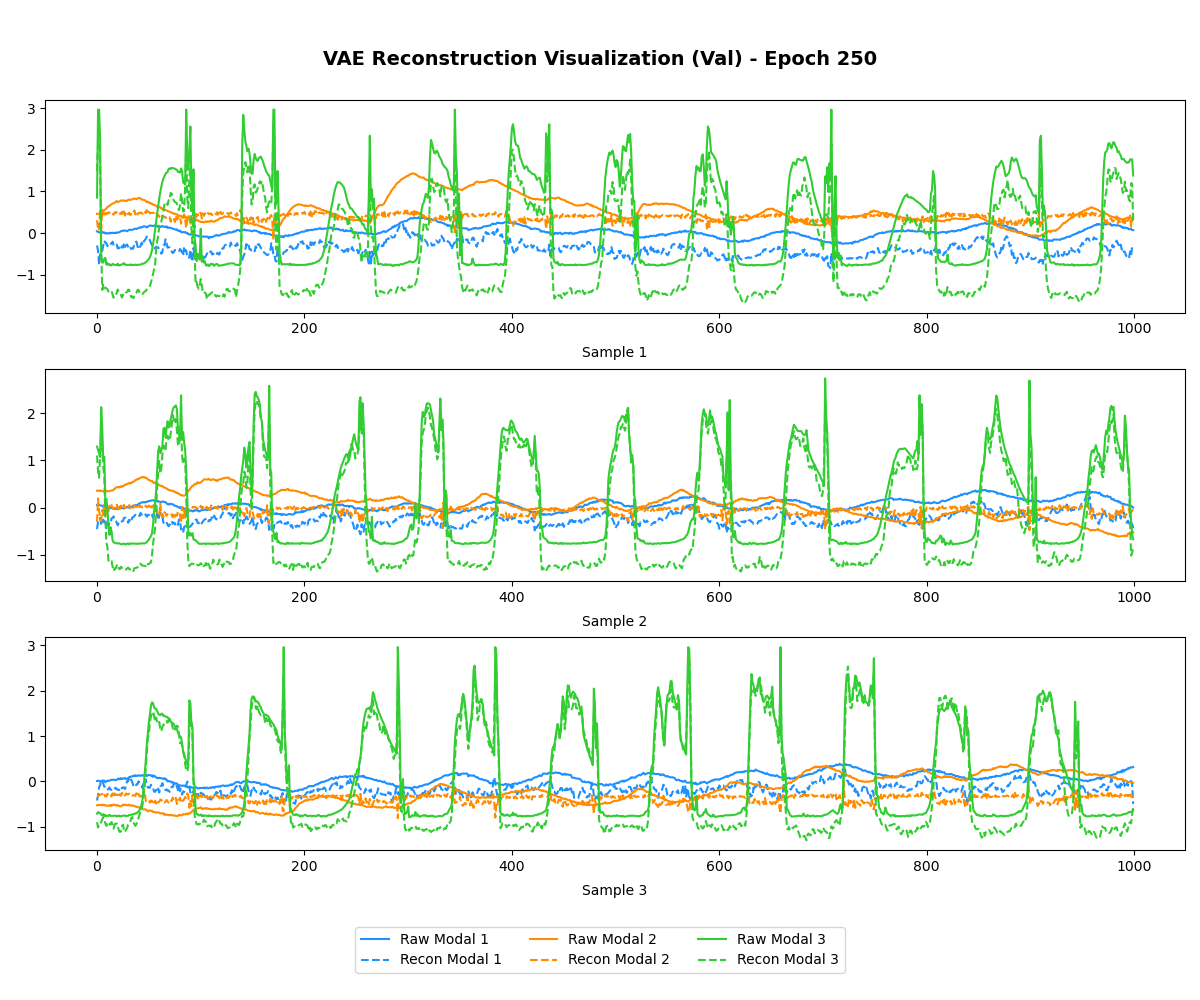 VAE Reconstruction Visualization (Val) - Epoch 250
3
2
1
0
−1
0 200 400 600 800 1000
Sample 1
2
1
0
−1
0 200 400 600 800 1000
Sample 2
3
2
1
0
−1
0 200 400 600 800 1000
Sample 3
Raw Modal 1 Raw Modal 2 Raw Modal 3
Recon Modal 1 Recon Modal 2 Recon Modal 3